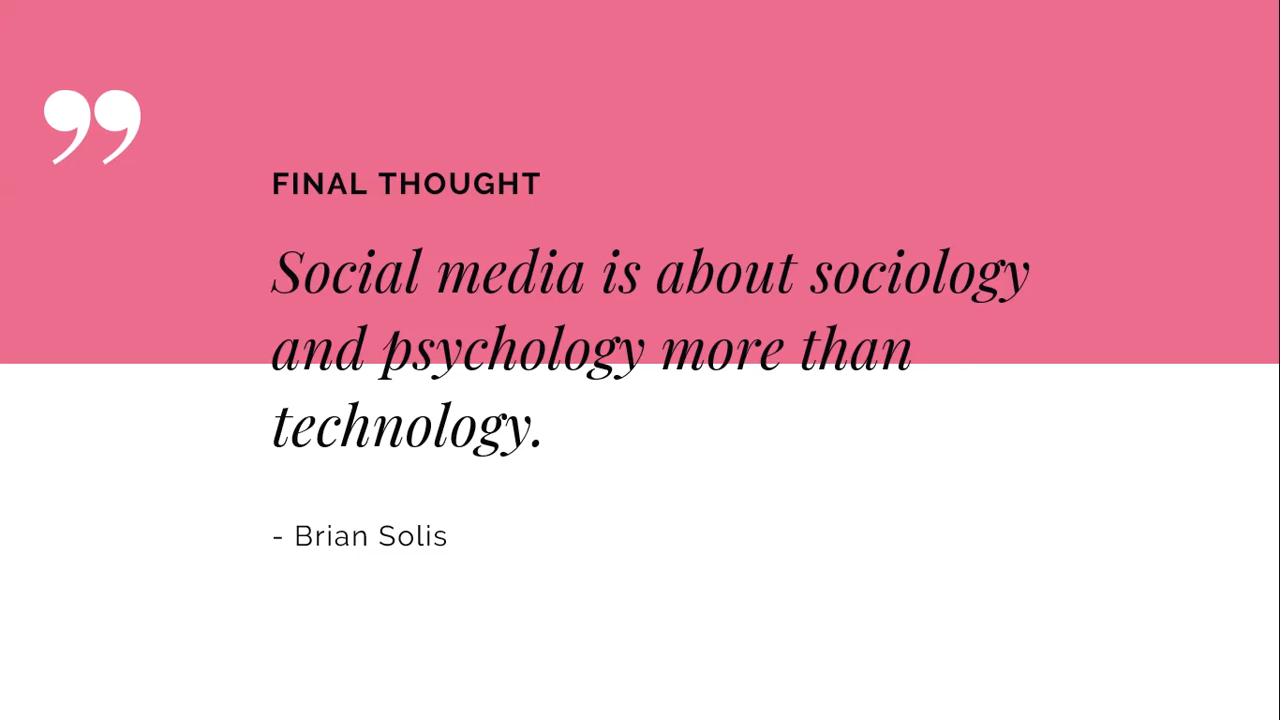 ”
FINAL THOUGHT
Social media is about sociology
and psychology more than
technology.
- Brian Solis